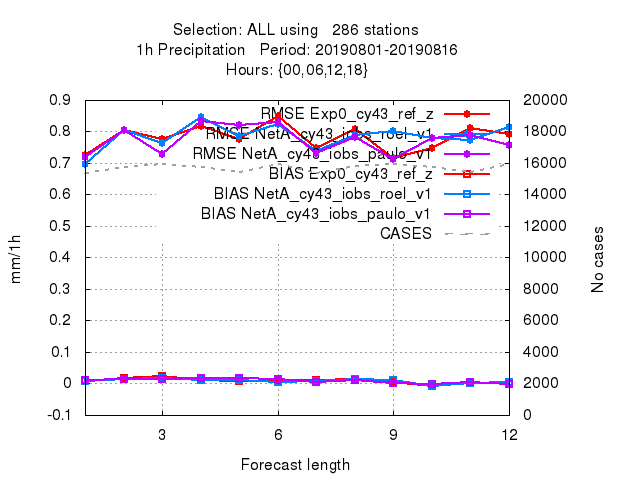 Selection: ALL using   286 stations
1h Precipitation   Period: 20190801-20190816
Hours: {00,06,12,18}
RMSE Exp0_cy43_ref_z
RMSE NetA_cy43_iobs_roel_v1
RMSE NetA_cy43_iobs_paulo_v1
BIAS Exp0_cy43_ref_z
BIAS NetA_cy43_iobs_roel_v1
BIAS NetA_cy43_iobs_paulo_v1
CASES
mm/1h
0.9
0.8
0.7
0.6
0.5
0.4
0.3
0.2
0.1
0
-0.1
20000
18000
16000
14000
12000
10000
8000
6000
4000
2000
0
No cases
3 6 9 12
Forecast length